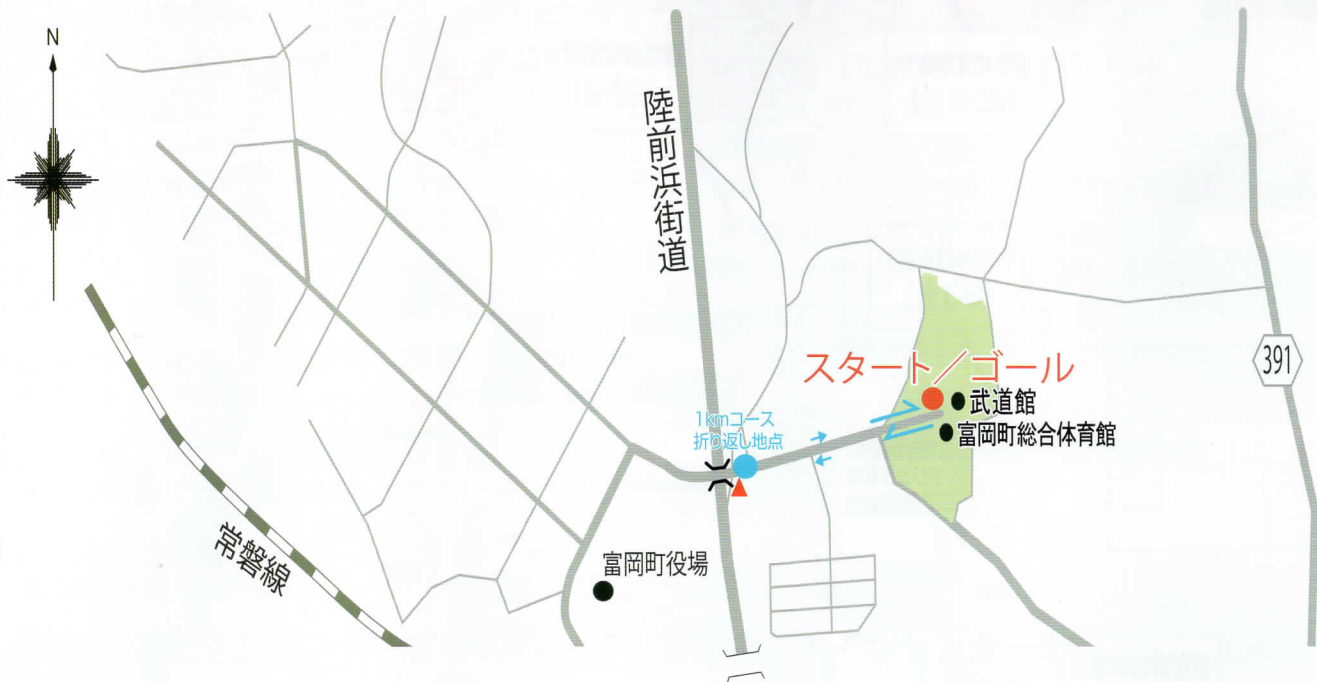 N
陸前浜街道
スタート／ゴール
391
武道館
1kmコース
折り返し地点
富岡町総合体育館
常磐線
富岡町役場